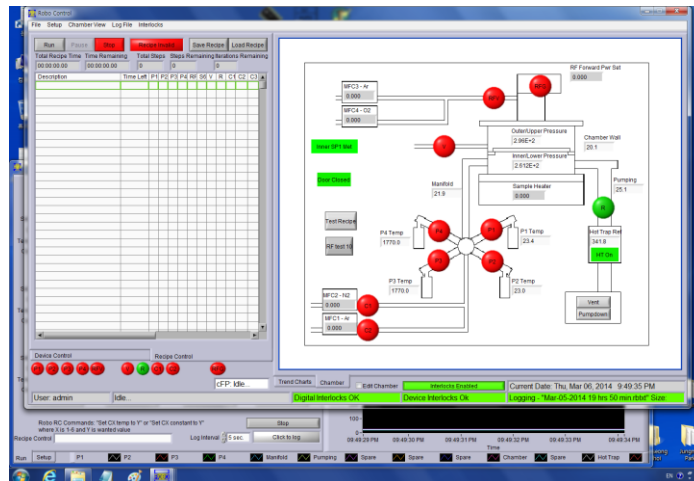 Robo Control
File Setup Chamber View Log File Interlocks
Run Pause Stop Recipe Invalid Save Recipe Load Recipe
Total Recipe Time Time Remaining Total Steps Steps Remaining Iterations Remaining
00:00:00.00 00:00:00.00 0 0 0
Description Time Left P1 P2 P3 P4 RF S6 V R C1 C2 C3
RF Forward Pwr Set
0.000
MFC3 - Ar
0.000
MFC4 - O2
0.000
Outer/Upper Pressure
2.96E+2
Chamber Wall
20.1
Inner SP1 Met
V
Inner/Lower Pressure
2.612E+2
Door Closed
Manifold
21.9
Sample Heater
0.000
Pumping
25.1
R
Test Recipe
RF test 10
P4 Temp
1770.0
P4
P1
P1 Temp
23.4
Hot Trap Ref
341.8
HT On
P3 Temp
1770.0
P3
P2
P2 Temp
23.0
MFC2 - N2
0.000
C1
MFC1 - Ar
0.000
C2
Vent
Pumpdown
Device Control Recipe Control
cFP: Idle...
Trend Charts Chamber Edit Chamber Interlocks Enabled Current Date: Thu, Mar 06, 2014 9:49:35 PM
User: admin Idle... Digital Interlocks OK Device Interlocks Ok Logging - "Mar-05-2014 19 hrs 50 min.rbbt" Size:
Robo RC Commands: "Set CX temp to Y" or "Set CX constant to Y"
where X is 1-6 and Y is wanted value
Stop
Recipe Control Log Interval 5 sec. Click to log
100
0
09:49:29 PM 09:49:30 PM 09:49:31 PM 09:49:32 PM 09:49:33 PM 09:49:34 PM
Time
Run Setup P1 P2 P3 P4 Manifold Pumping Spare Spare Chamber Spare Hot Trap
EN